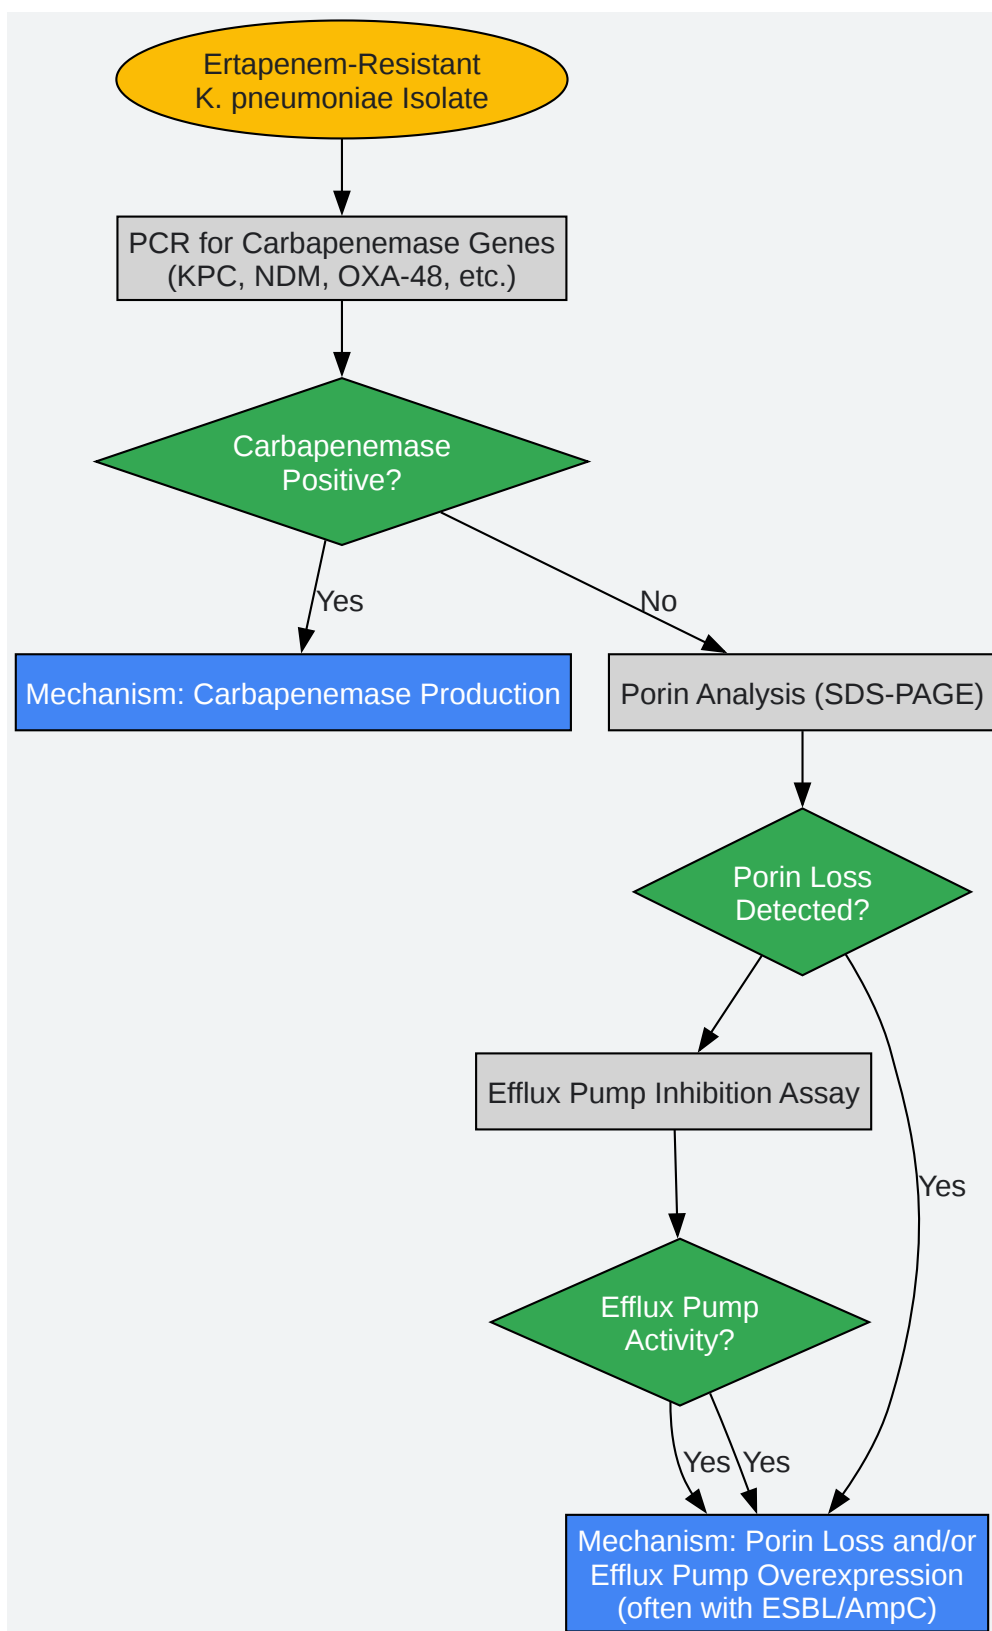 Ertapenem-Resistant
K. pneumoniae Isolate
PCR for Carbapenemase Genes
(KPC, NDM, OXA-48, etc.)
Carbapenemase
Positive?
Yes
No
Mechanism: Carbapenemase Production
Porin Analysis (SDS-PAGE)
Porin Loss
Detected?
Efflux Pump Inhibition Assay
Yes
Efflux Pump
Activity?
Yes
Yes
Mechanism: Porin Loss and/or
Efflux Pump Overexpression
(often with ESBL/AmpC)